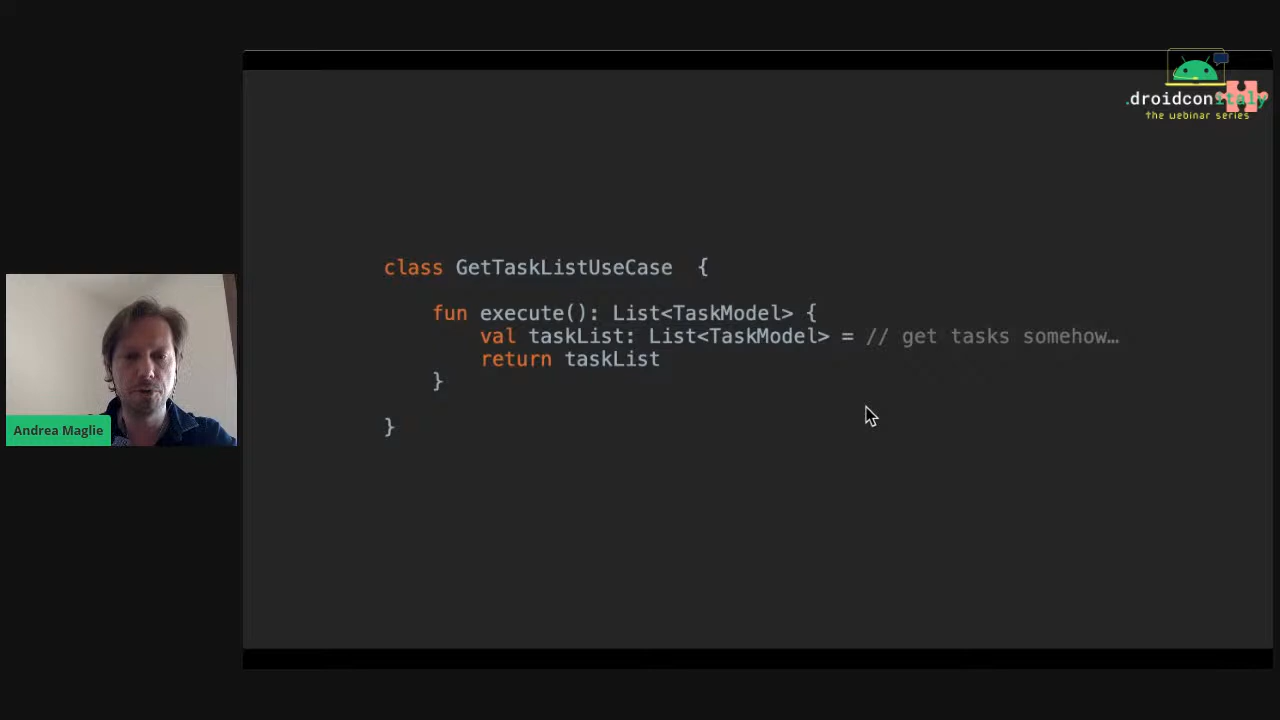 .droidconitaly
the webinar series
class GetTaskListUseCase  {
fun execute(): List<TaskModel> {
val taskList: List<TaskModel> = // get tasks somehow…
return taskList
}
}
Andrea Maglie